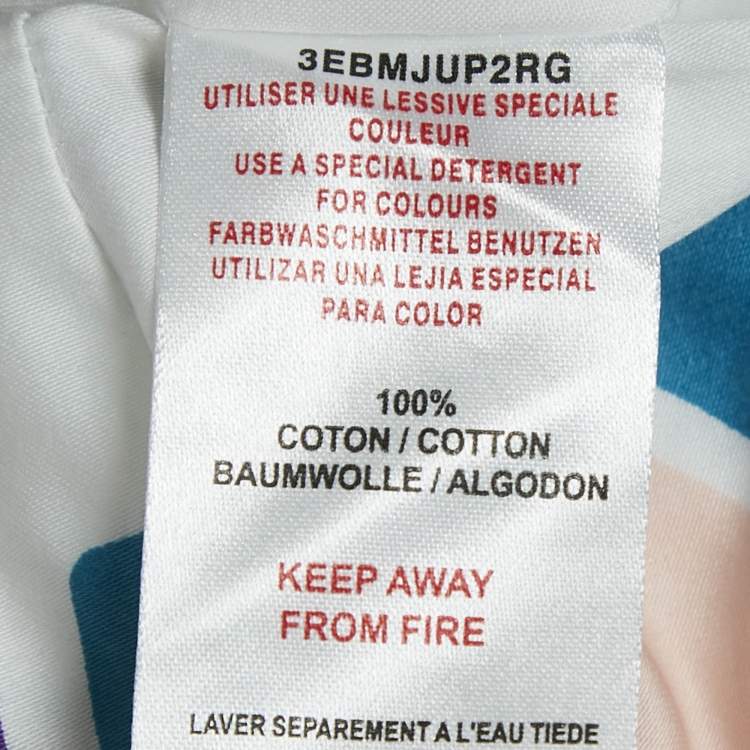 3EBMJUP2RG
UTILISER UNE LESSIVE SPECIALE
COULEUR
USE A SPECIAL DETERGENT
FOR COLOURS
FARBWASCHMITTEL BENUTZEN
UTILIZAR UNA LEJIA ESPECIAL
PARA COLOR
100%
COTON / COTTON
BAUMWOLLE / ALGODON
KEEP AWAY
FROM FIRE
LAVER SEPAREMENT A L'EAU TIEDE